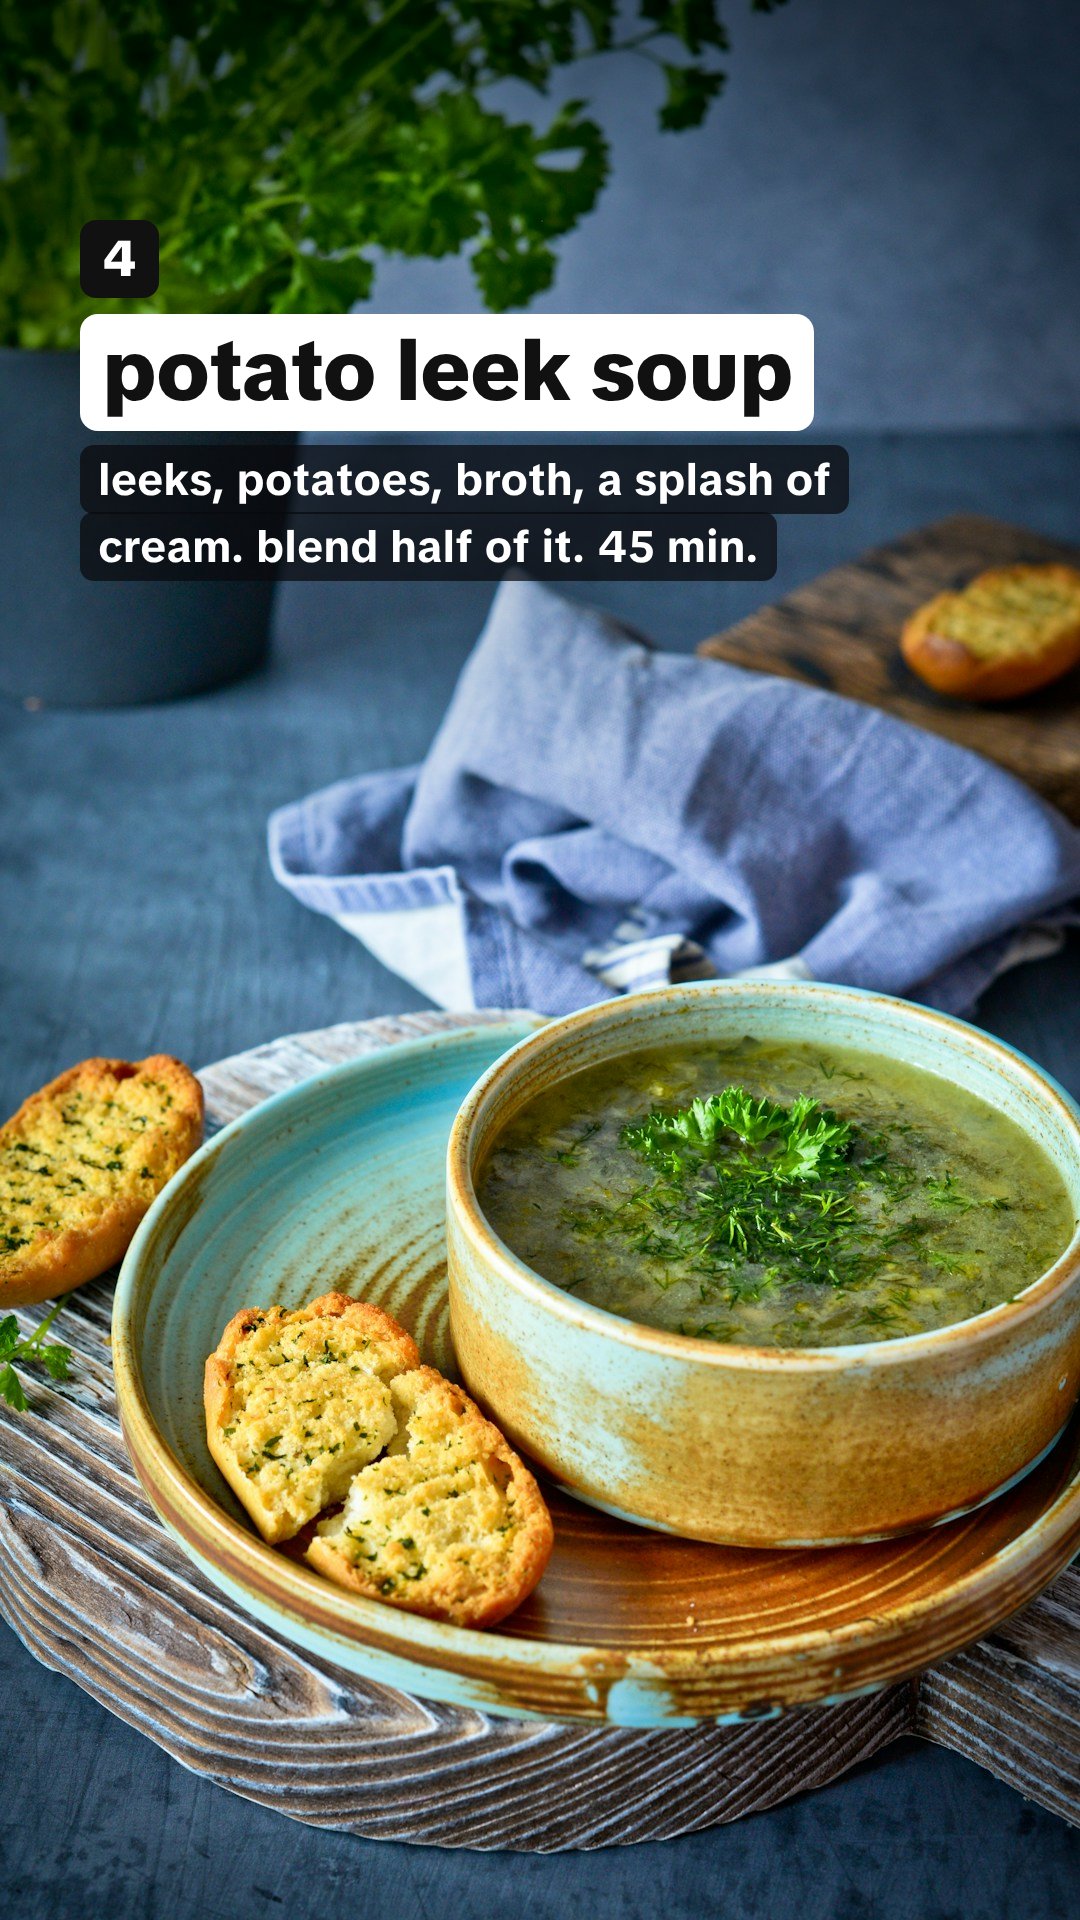 4
potato leek soup
leeks, potatoes, broth, a splash of
cream. blend half of it. 45 min.